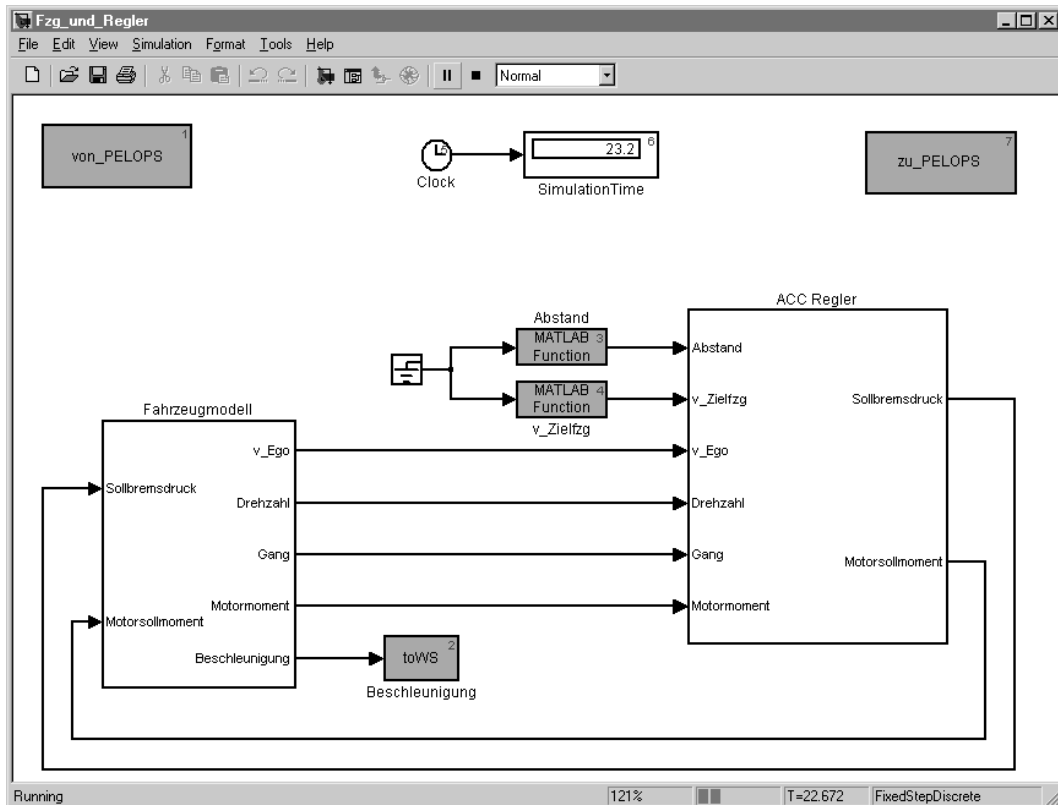 Fzg_und_Regler
File Edit View Simulation Format Tools Help
Normal
von_PELOPS
1
Clock
5
23.2
6
SimulationTime
zu_PELOPS
7
ACC Regler
Abstand
MATLAB
Function
3
Abstand
MATLAB
Function
4
v_Zielfzg
v_Zielfzg
Sollbremsdruck
Fahrzeugmodell
v_Ego
v_Ego
Sollbremsdruck
Drehzahl
Drehzahl
Gang
Gang
Motorsollmoment
Motormoment
Motormoment
Motorsollmoment
Beschleunigung
toWS
2
Beschleunigung
Running
121%
T=22.672
FixedStepDiscrete